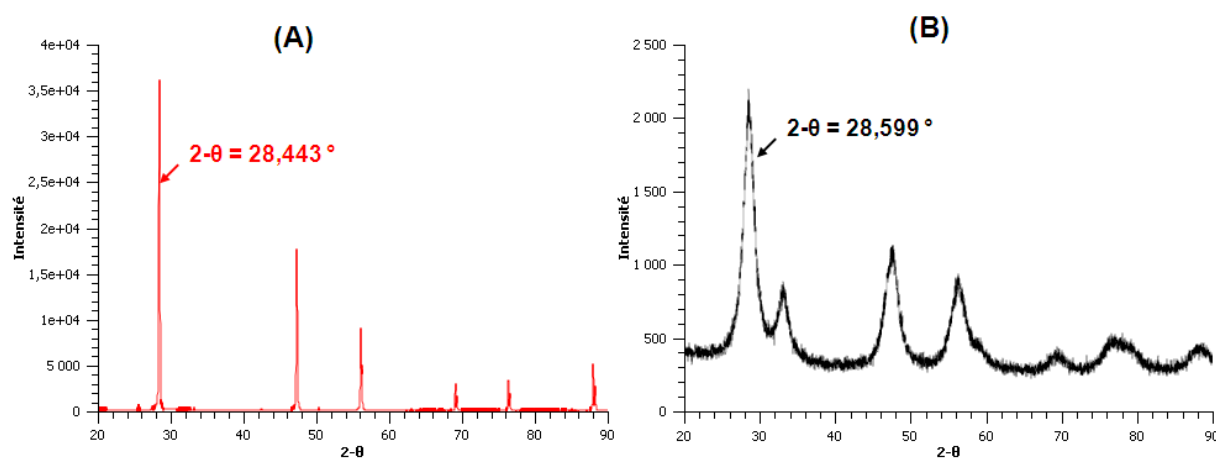 (A)
4e+04
3,5e+04
3e+04
2,5e+04
2e+04
1,5e+04
1e+04
5 000
0
Intensité
2-θ = 28,443 °
20 30 40 50 60 70 80 90
2-θ
(B)
2 500
2 000
1 500
1 000
500
0
Intensité
2-θ = 28,599 °
20 30 40 50 60 70 80 90
2-θ